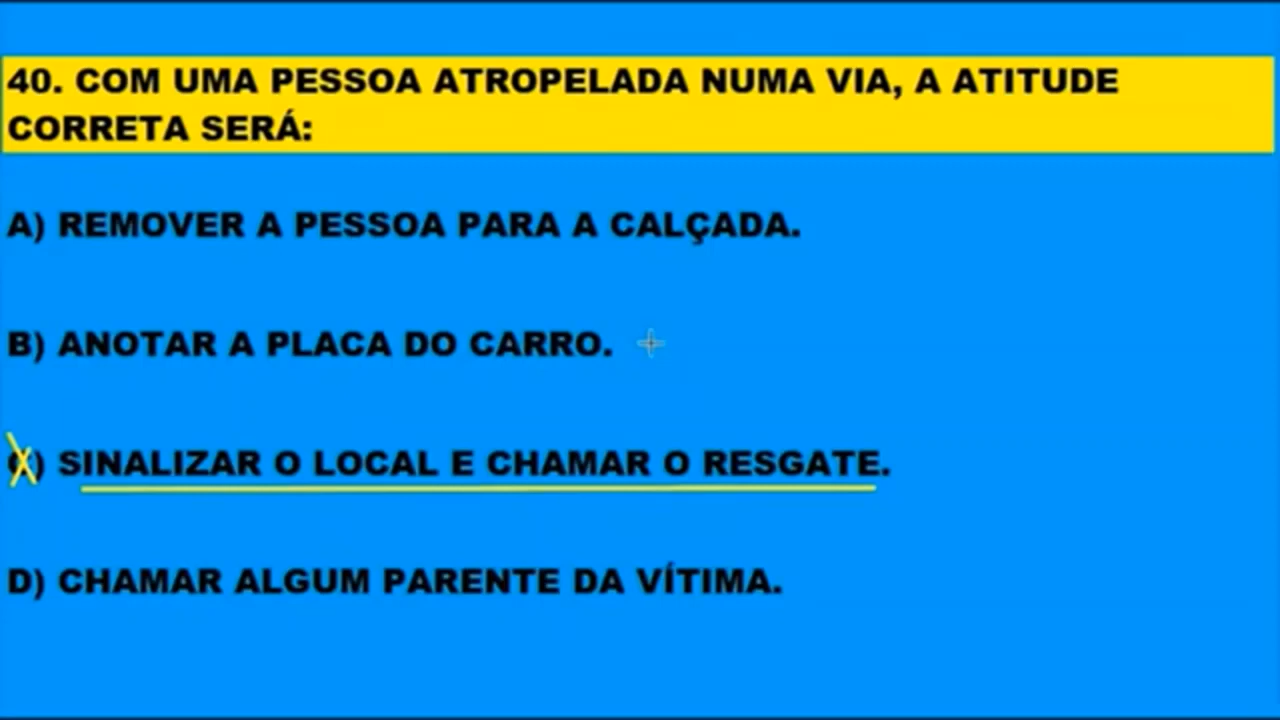 40. COM UMA PESSOA ATROPELADA NUMA VIA, A ATITUDE
CORRETA SERÁ:
A) REMOVER A PESSOA PARA A CALÇADA.
B) ANOTAR A PLACA DO CARRO.
C) SINALIZAR O LOCAL E CHAMAR O RESGATE.
D) CHAMAR ALGUM PARENTE DA VÍTIMA.